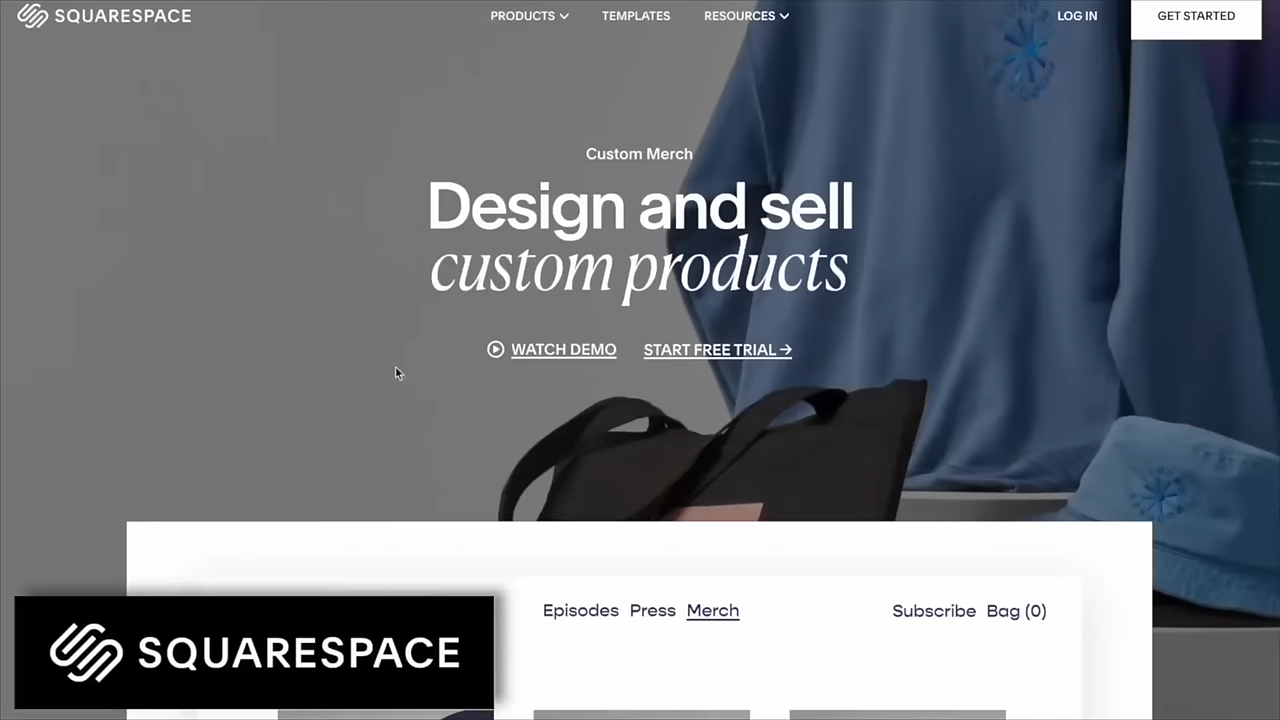 SQUARESPACE
PRODUCTS TEMPLATES RESOURCES
LOG IN GET STARTED
Custom Merch
Design and sell
custom products
WATCH DEMO START FREE TRIAL →
Episodes Press Merch
Subscribe Bag (0)
SQUARESPACE